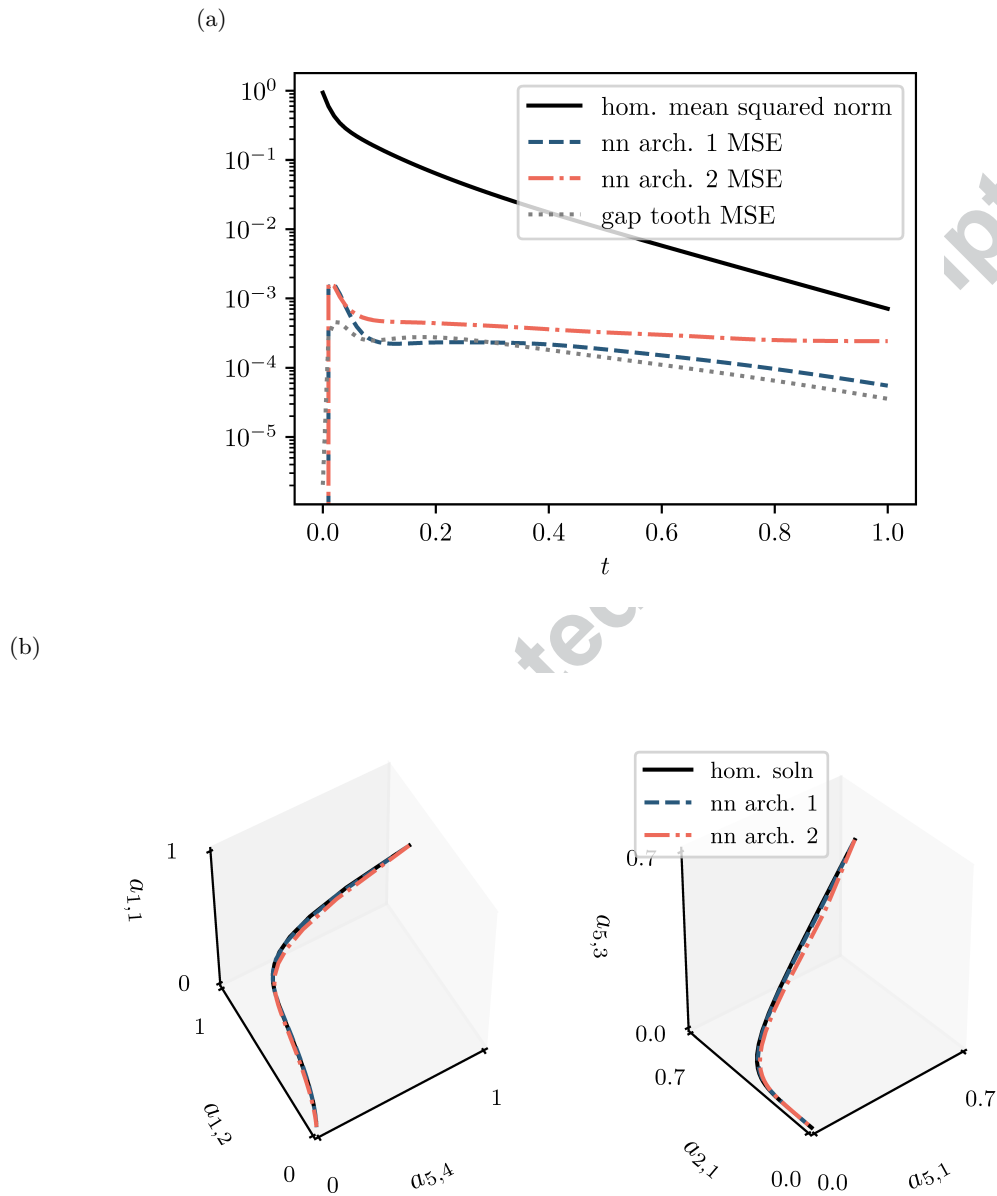 (a)
10⁰
10⁻¹
10⁻²
10⁻³
10⁻⁴
10⁻⁵
hom. mean squared norm
nn arch. 1 MSE
nn arch. 2 MSE
gap tooth MSE
0.0 0.2 0.4 0.6 0.8 1.0
t
(b)
1
a₁,₁
0
1
a₁,₂
0
0
a₅,₄
1
hom. soln
nn arch. 1
nn arch. 2
0.7
a₅,₃
0.0
0.7
a₂,₁
0.0
0.0
a₅,₁
0.7